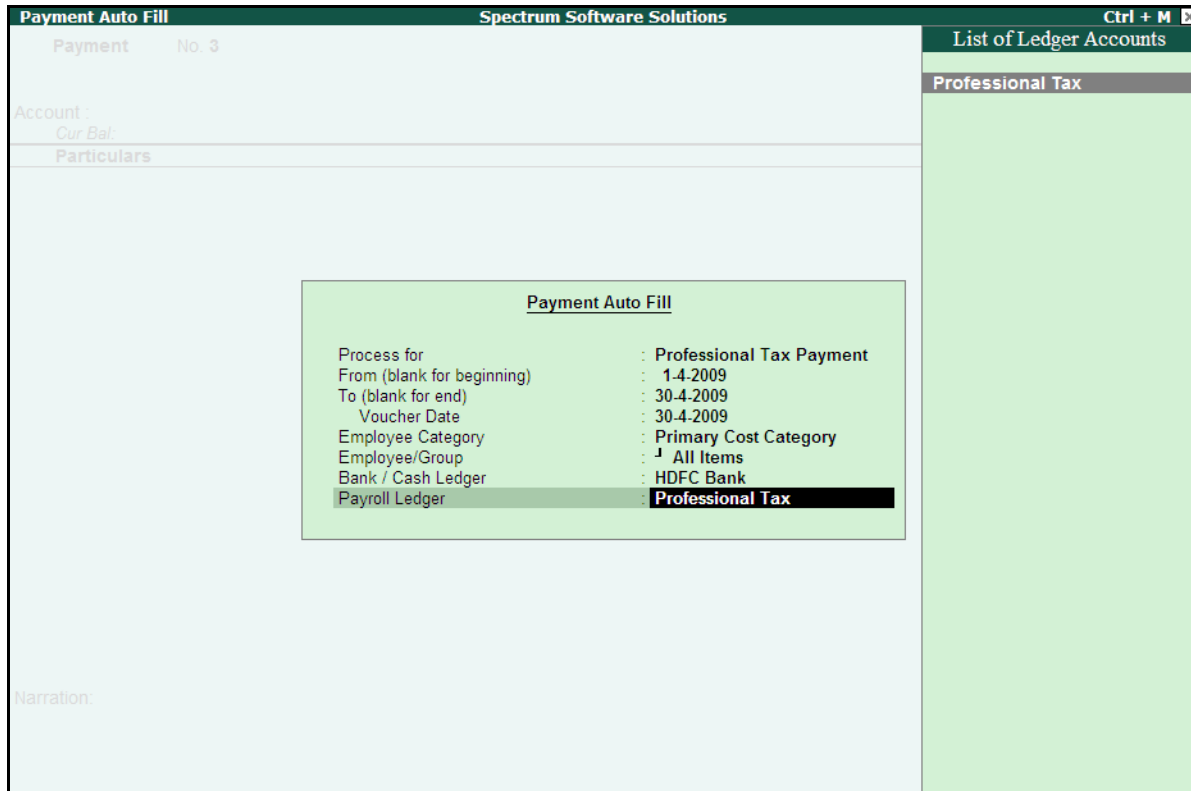 Payment Auto Fill Spectrum Software Solutions Ctrl + M
Payment No. 3
List of Ledger Accounts
Professional Tax
Account :
Cur Bal:
Particulars
Payment Auto Fill
Process for : Professional Tax Payment
From (blank for beginning) : 1-4-2009
To (blank for end) : 30-4-2009
Voucher Date : 30-4-2009
Employee Category : Primary Cost Category
Employee/Group : ┘ All Items
Bank / Cash Ledger : HDFC Bank
Payroll Ledger : Professional Tax
Narration: